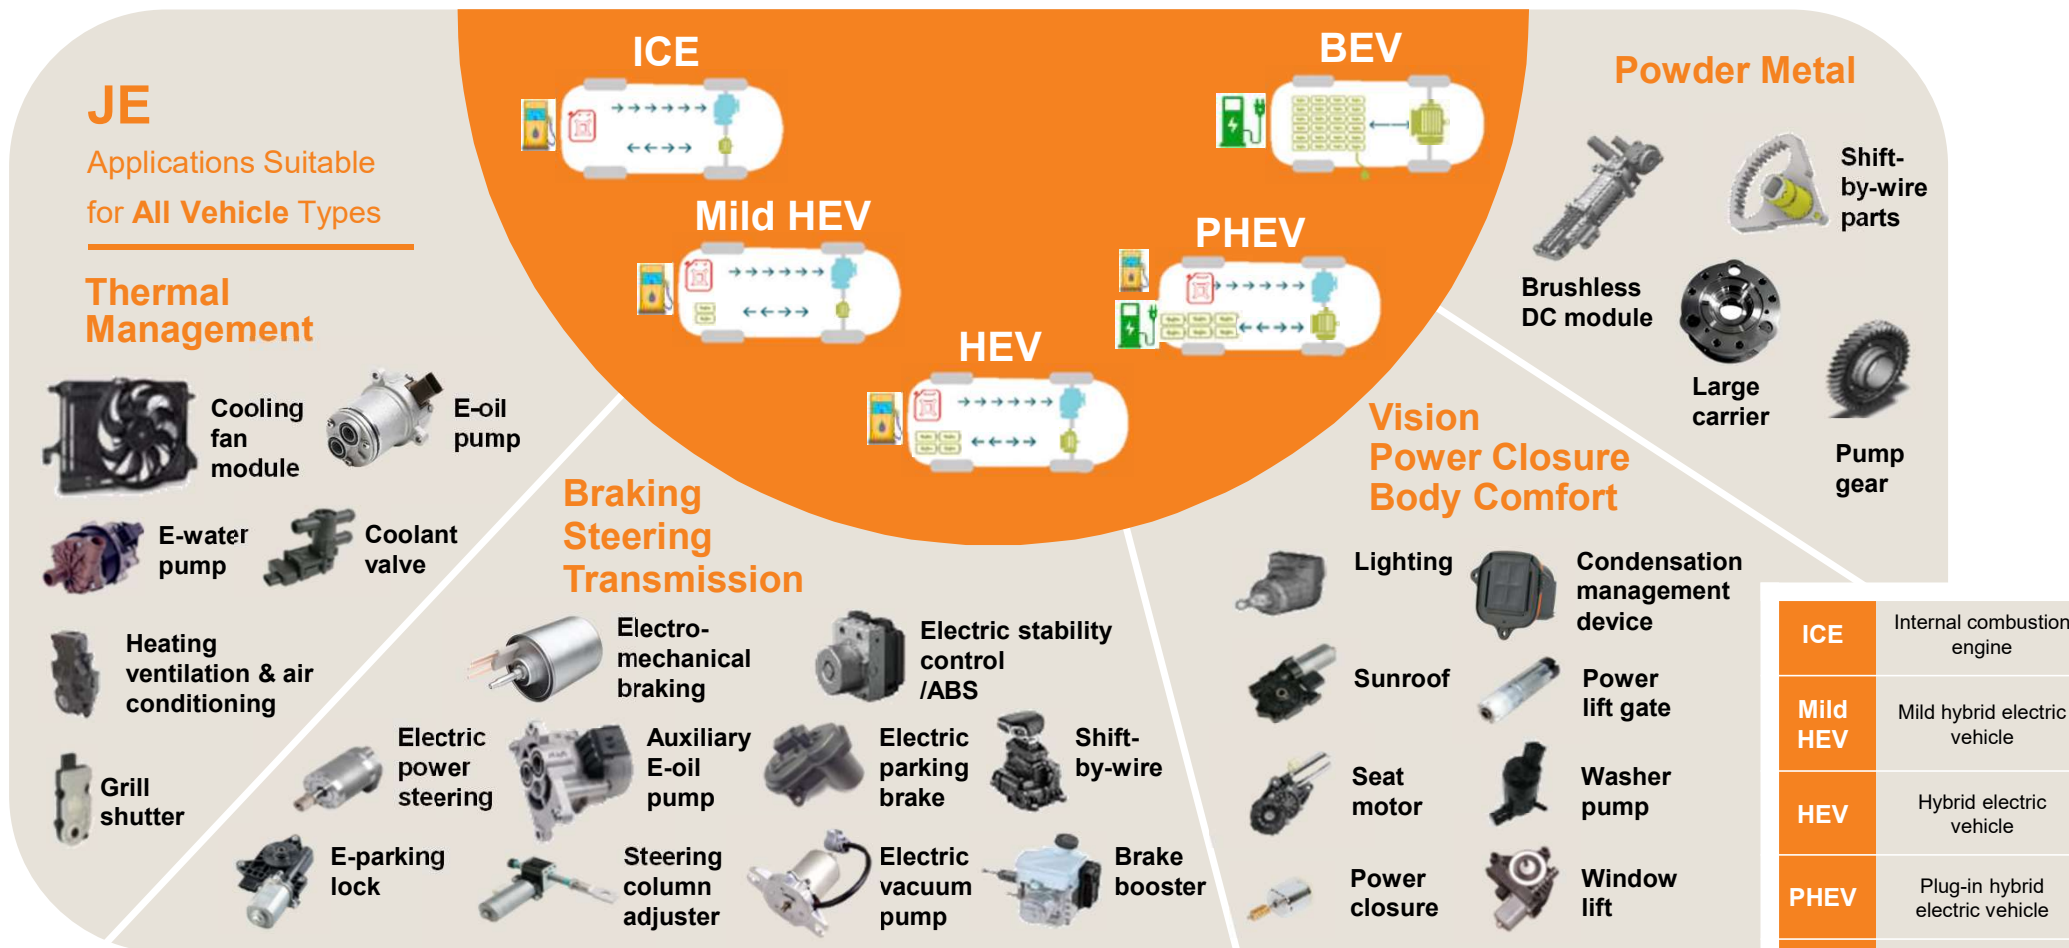 JE
Applications Suitable
for All Vehicle Types
Thermal
Management
Cooling
fan
module
E-oil
pump
E-water
pump
Coolant
valve
Heating
ventilation & air
conditioning
Grill
shutter
ICE
Mild HEV
HEV
PHEV
BEV
Braking
Steering
Transmission
Electro-
mechanical
braking
Electric stability
control
/ABS
Electric
power
steering
Auxiliary
E-oil
pump
Electric
parking
brake
Shift-
by-wire
E-parking
lock
Steering
column
adjuster
Electric
vacuum
pump
Brake
booster
Vision
Power Closure
Body Comfort
Lighting
Condensation
management
device
Sunroof
Power
lift gate
Seat
motor
Washer
pump
Power
closure
Window
lift
Powder Metal
Brushless
DC module
Shift-
by-wire
parts
Large
carrier
Pump
gear
ICE
Internal combustion
engine
Mild
HEV
Mild hybrid electric
vehicle
HEV
Hybrid electric
vehicle
PHEV
Plug-in hybrid
electric vehicle